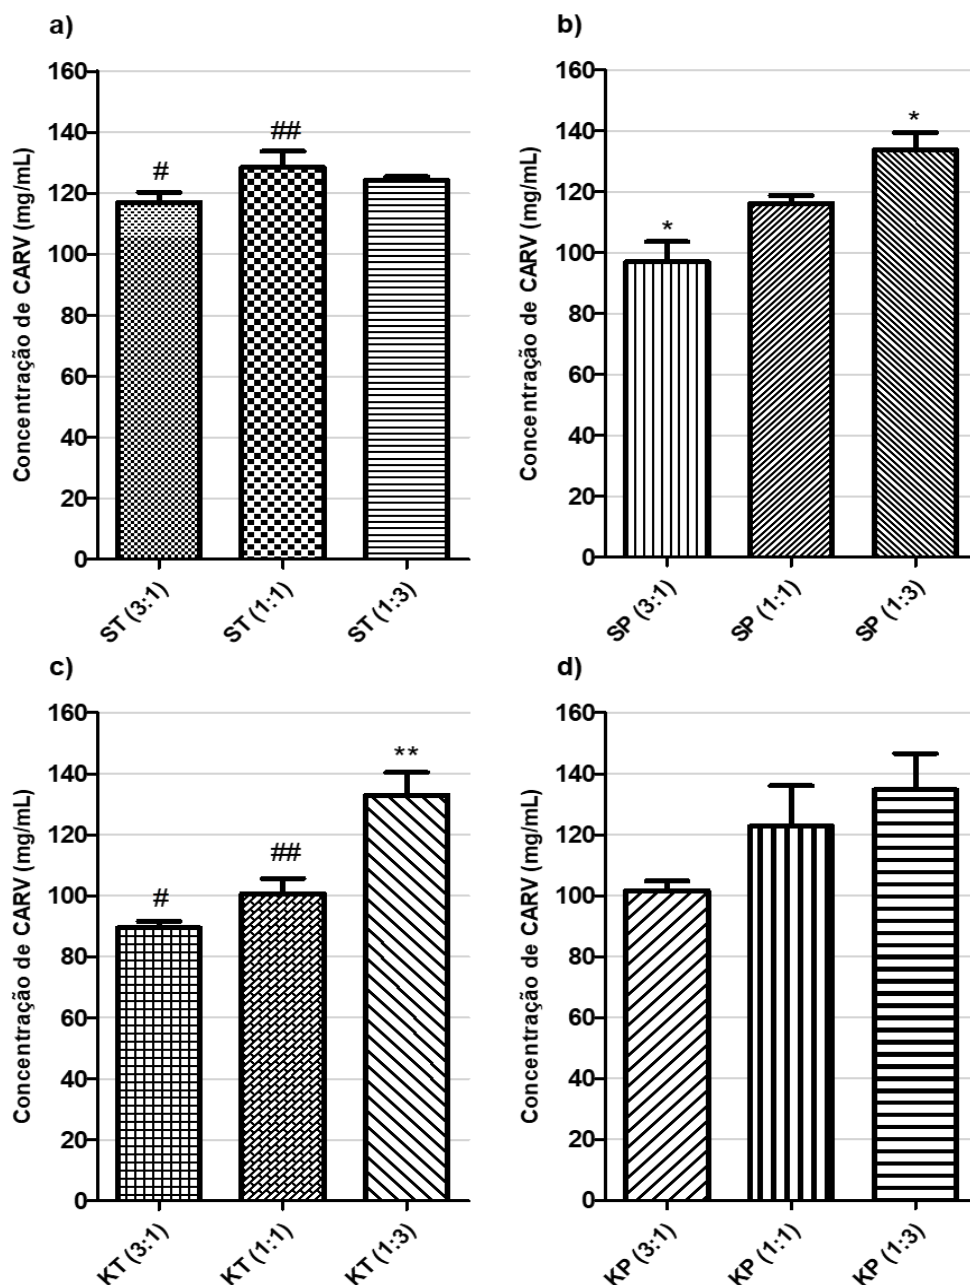 a)
Concentração de CARV (mg/mL)
160
140
120
100
80
60
40
20
0
#
##
ST (3:1)
ST (1:1)
ST (1:3)
b)
Concentração de CARV (mg/mL)
160
140
120
100
80
60
40
20
0
*
*
SP (3:1)
SP (1:1)
SP (1:3)
c)
Concentração de CARV (mg/mL)
160
140
120
100
80
60
40
20
0
#
##
**
KT (3:1)
KT (1:1)
KT (1:3)
d)
Concentração de CARV (mg/mL)
160
140
120
100
80
60
40
20
0
KP (3:1)
KP (1:1)
KP (1:3)